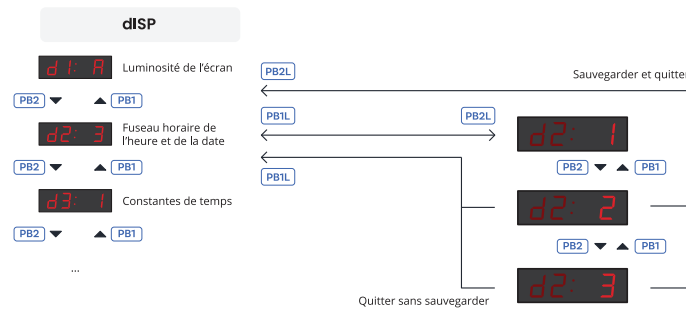 dISP
d1: A
Luminosité de l'écran
PB2L
Sauvegarder et quitter
PB2
PB1
PB1L
PB2L
d2: 3
Fuseau horaire de
l'heure et de la date
d2: 1
PB2
PB1
PB1L
PB2
PB1
d3: 1
Constantes de temps
d2: 2
PB2
PB1
PB2
PB1
...
d2: 3
Quitter sans sauvegarder